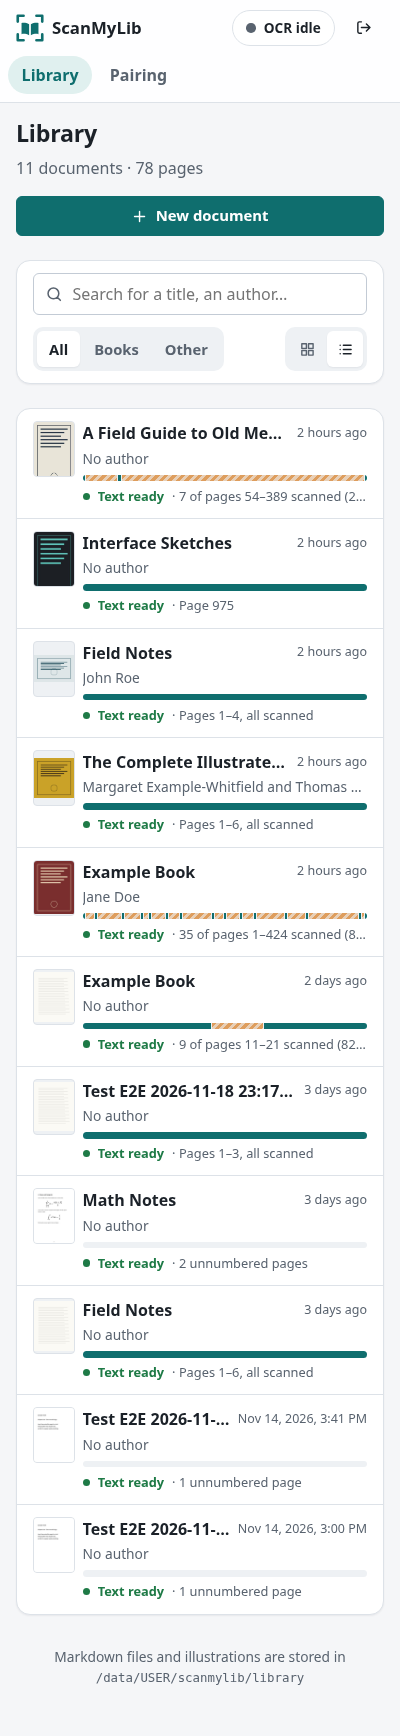 ScanMyLib
OCR idle
Library
Pairing
Library
11 documents · 78 pages
New document
Search for a title, an author...
All
Books
Other
A Field Guide to Old Me...
2 hours ago
No author
Text ready · 7 of pages 54–389 scanned (2...
Interface Sketches
2 hours ago
No author
Text ready · Page 975
Field Notes
2 hours ago
John Roe
Text ready · Pages 1–4, all scanned
The Complete Illustrate...
2 hours ago
Margaret Example-Whitfield and Thomas ...
Text ready · Pages 1–6, all scanned
Example Book
2 hours ago
Jane Doe
Text ready · 35 of pages 1–424 scanned (8...
Example Book
2 days ago
No author
Text ready · 9 of pages 11–21 scanned (82...
Test E2E 2026-11-18 23:17...
3 days ago
No author
Text ready · Pages 1–3, all scanned
Math Notes
3 days ago
No author
Text ready · 2 unnumbered pages
Field Notes
3 days ago
No author
Text ready · Pages 1–6, all scanned
Test E2E 2026-11-...
Nov 14, 2026, 3:41 PM
No author
Text ready · 1 unnumbered page
Test E2E 2026-11-...
Nov 14, 2026, 3:00 PM
No author
Text ready · 1 unnumbered page
Markdown files and illustrations are stored in
/data/USER/scanmylib/library